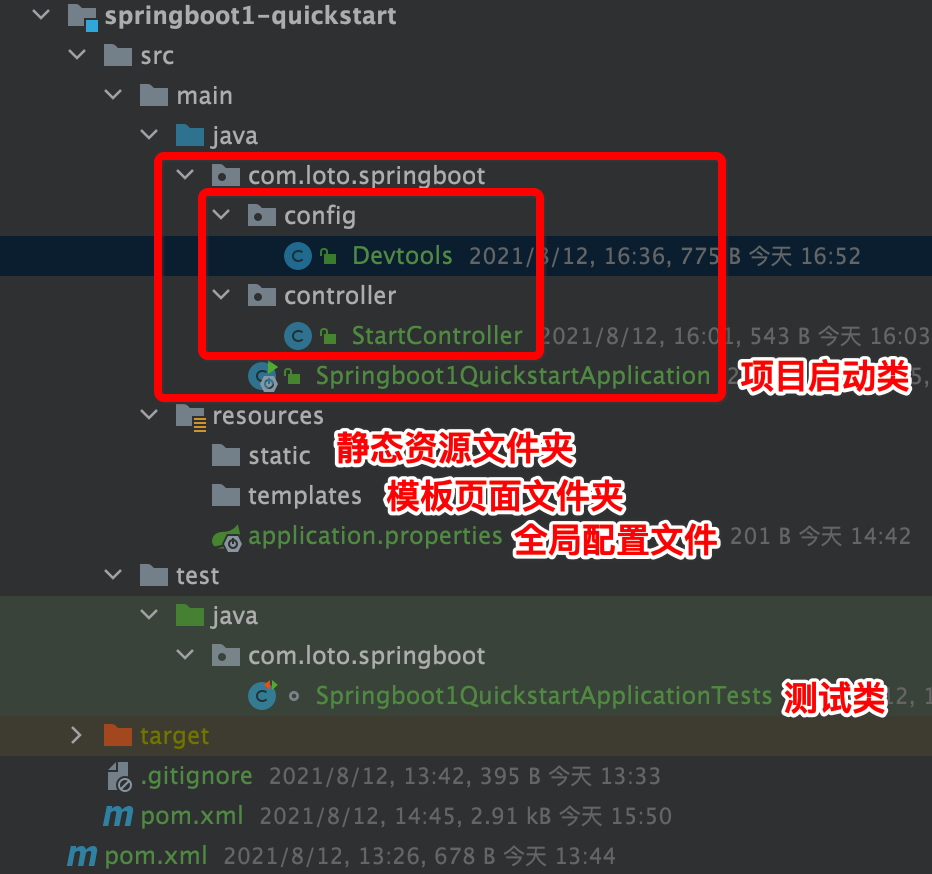 springboot1-quickstart
src
main
java
com.loto.springboot
config
Devtools 2021/8/12, 16:36, 775 B 今天 16:52
controller
StartController 2021/8/12, 16:01, 543 B 今天 16:03
Springboot1QuickstartApplication 项目启动类
resources
static 静态资源文件夹
templates 模板页面文件夹
application.properties 全局配置文件 201 B 今天 14:42
test
java
com.loto.springboot
Springboot1QuickstartApplicationTests 测试类
target
.gitignore 2021/8/12, 13:42, 395 B 今天 13:33
pom.xml 2021/8/12, 14:45, 2.91 kB 今天 15:50
pom.xml 2021/8/12, 13:26, 678 B 今天 13:44